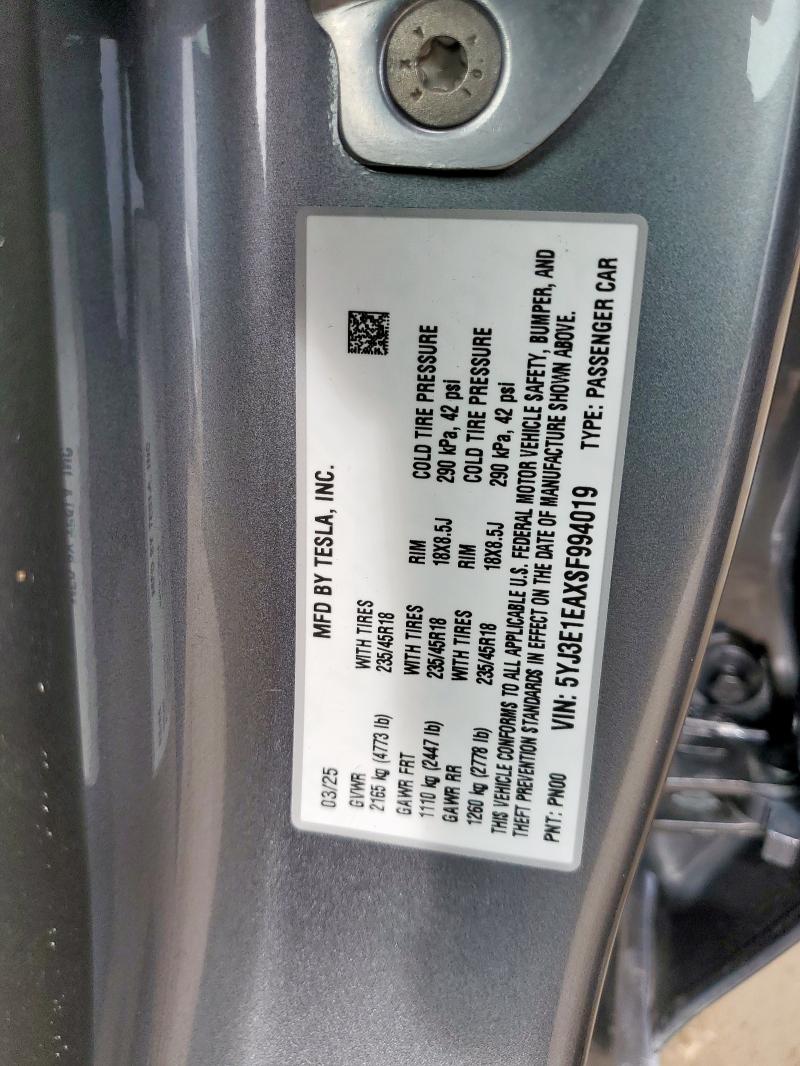 MFD BY TESLA, INC.
03/25
GVWR
2165 kg (4773 lb)
WITH TIRES
235/45R18
GAWR FRT
1110 kg (2447 lb)
WITH TIRES
235/45R18
RIM
18X8.5J
COLD TIRE PRESSURE
290 kPa, 42 psi
GAWR RR
1260 kg (2778 lb)
WITH TIRES
235/45R18
RIM
18X8.5J
COLD TIRE PRESSURE
290 kPa, 42 psi
THIS VEHICLE CONFORMS TO ALL APPLICABLE U.S. FEDERAL MOTOR VEHICLE SAFETY, BUMPER, AND
THEFT PREVENTION STANDARDS IN EFFECT ON THE DATE OF MANUFACTURE SHOWN ABOVE.
PNT: PN00 VIN: 5YJ3E1EAXSF994019 TYPE: PASSENGER CAR